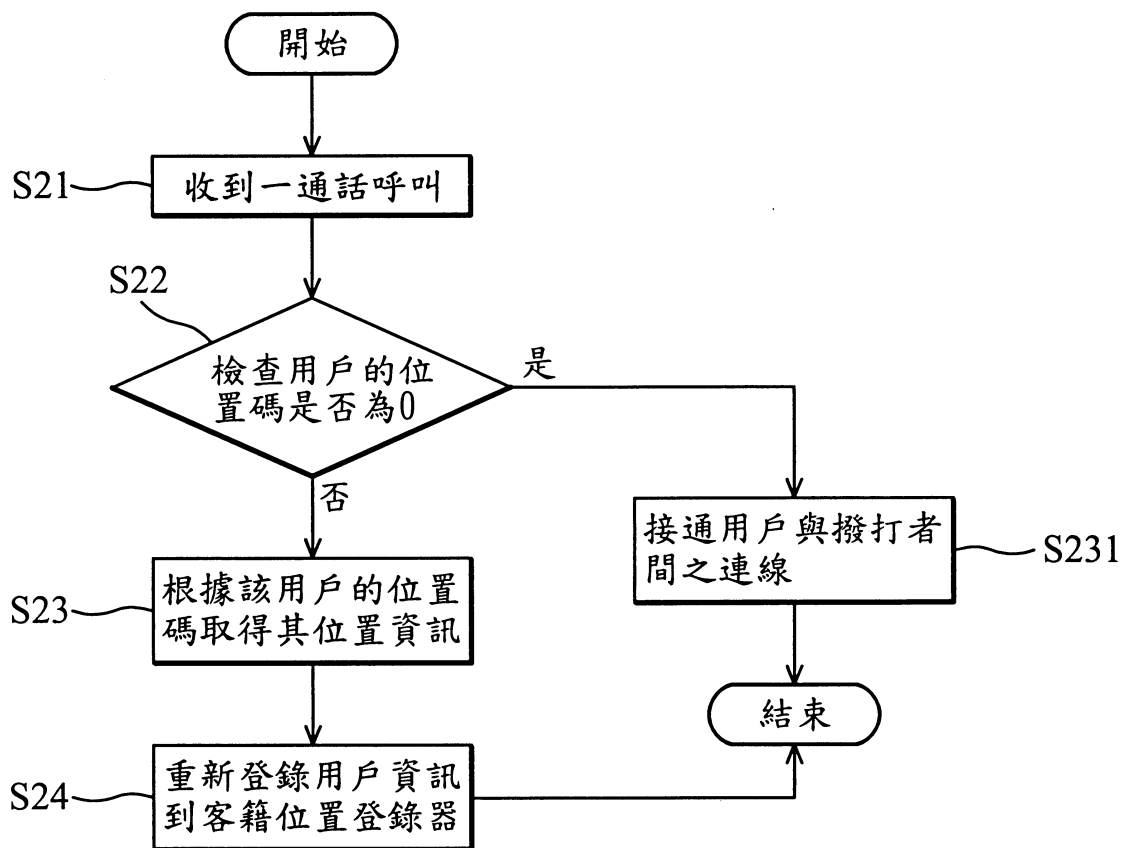 開始
S21
收到一通話呼叫
S22
檢查用戶的位
置碼是否為0
是
否
接通用戶與撥打者
間之連線
S231
S23
根據該用戶的位置
碼取得其位置資訊
結束
S24
重新登錄用戶資訊
到客籍位置登錄器